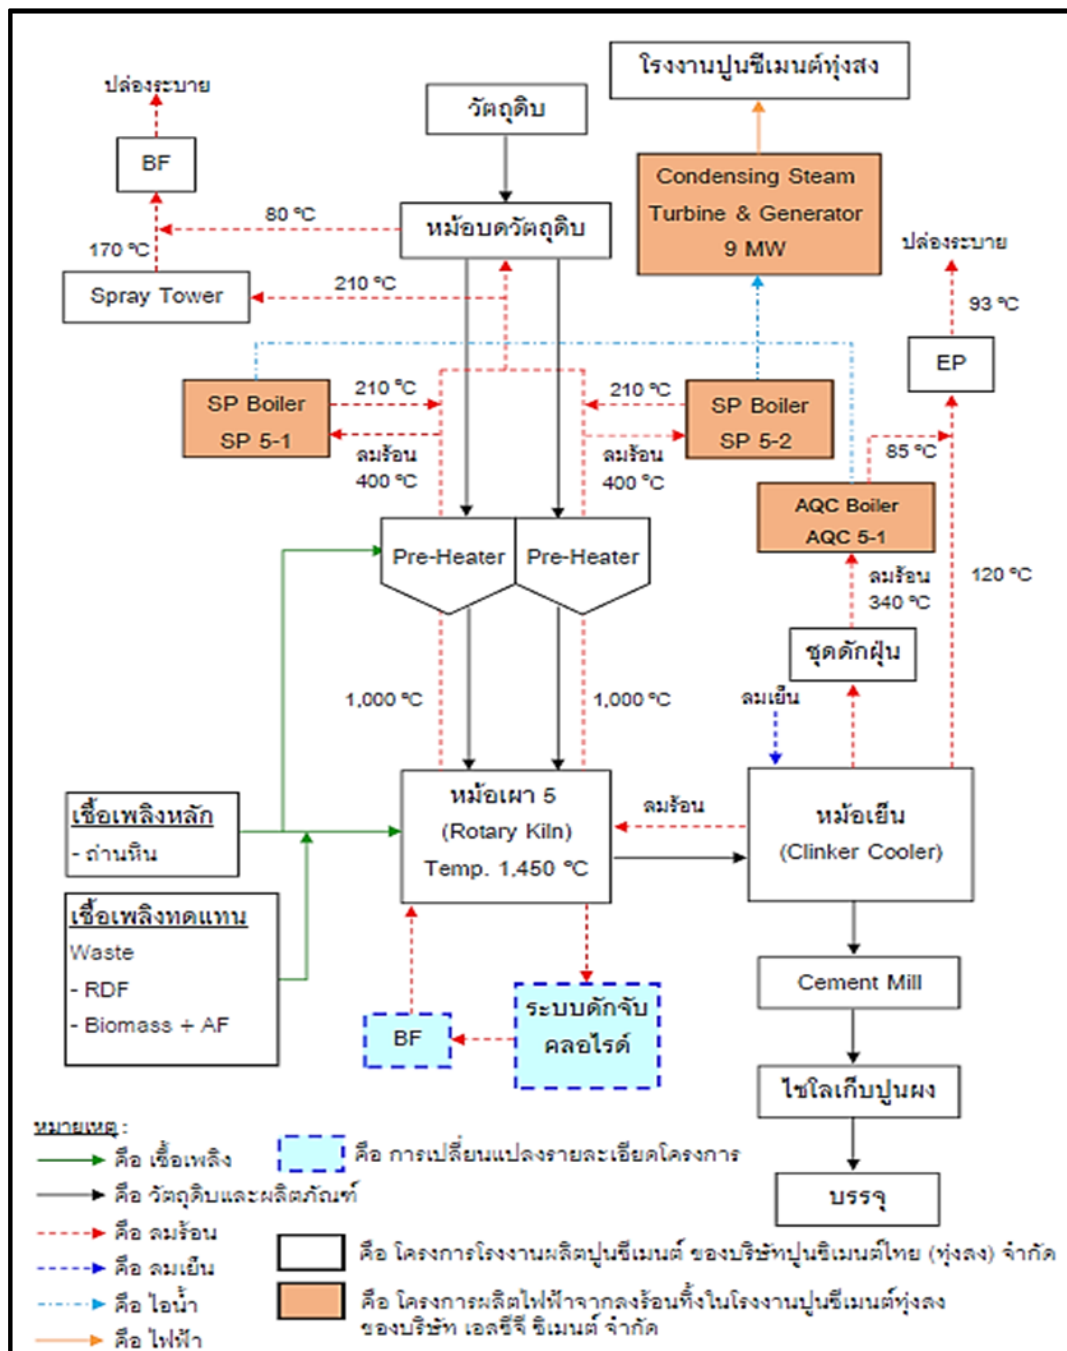 โรงงานปูนซีเมนต์ทุ่งสง
ปล่องระบาย
วัตถุดิบ
BF
Condensing Steam
Turbine & Generator
9 MW
80 °C
หม้อบดวัตถุดิบ
ปล่องระบาย
170 °C
Spray Tower
210 °C
93 °C
EP
SP Boiler
SP 5-1
210 °C
ลมร้อน
400 °C
210 °C
ลมร้อน
400 °C
SP Boiler
SP 5-2
85 °C
AQC Boiler
AQC 5-1
Pre-Heater
Pre-Heater
ลมร้อน
340 °C
120 °C
ชุดดักฝุ่น
1,000 °C
1,000 °C
ลมเย็น
เชื้อเพลิงหลัก
- ถ่านหิน
หม้อเผา 5
(Rotary Kiln)
Temp. 1.450 °C
ลมร้อน
หม้อเย็น
(Clinker Cooler)
เชื้อเพลิงทดแทน
Waste
- RDF
- Biomass + AF
BF
ระบบดักจับ
คลอไรด์
Cement Mill
ไซโลเก็บปูนผง
บรรจุ
หมายเหตุ :
คือ เชื้อเพลิง
คือ วัตถุดิบและผลิตภัณฑ์
คือ ลมร้อน
คือ ลมเย็น
คือ ไอน้ำ
คือ ไฟฟ้า
คือ การเปลี่ยนแปลงรายละเอียดโครงการ
คือ โครงการโรงงานผลิตปูนซีเมนต์ ของบริษัทปูนซิเมนต์ไทย (ทุ่งสง) จำกัด
คือ โครงการผลิตไฟฟ้าจากลมร้อนทิ้งในโรงงานปูนซีเมนต์ทุ่งสง
ของบริษัท เอสซีจี ซิเมนต์ จำกัด